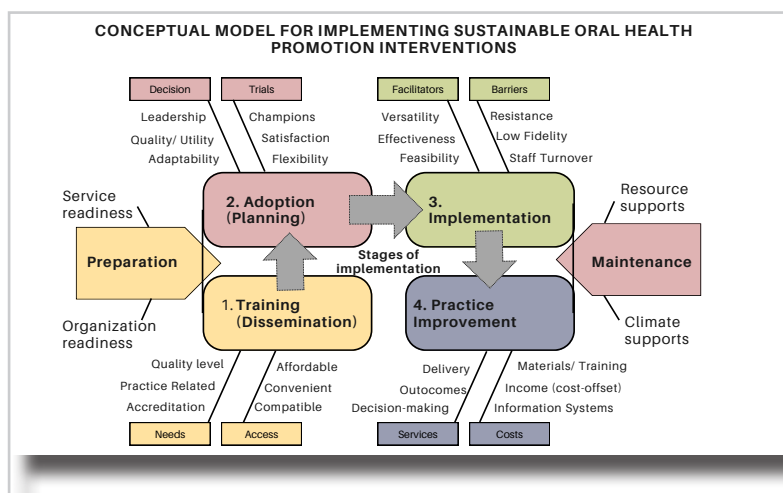 CONCEPTUAL MODEL FOR IMPLEMENTING SUSTAINABLE ORAL HEALTH
PROMOTION INTERVENTIONS
Decision
Trials
Leadership
Quality/ Utility
Adaptability
Champions
Satisfaction
Flexibility
Facilitators
Barriers
Versatility
Effectiveness
Feasibility
Resistance
Low Fidelity
Staff Turnover
Service
readiness
Preparation
Organization
readiness
2. Adoption
(Planning)
3.
Implementation
Stages of
implementation
1. Training
(Dissemination)
4. Practice
Improvement
Resource
supports
Maintenance
Climate
supports
Quality level
Practice Related
Accreditation
Affordable
Convenient
Compatible
Needs
Access
Delivery
Outocomes
Decision-making
Materials/ Training
Income (cost-offset)
Information Systems
Services
Costs